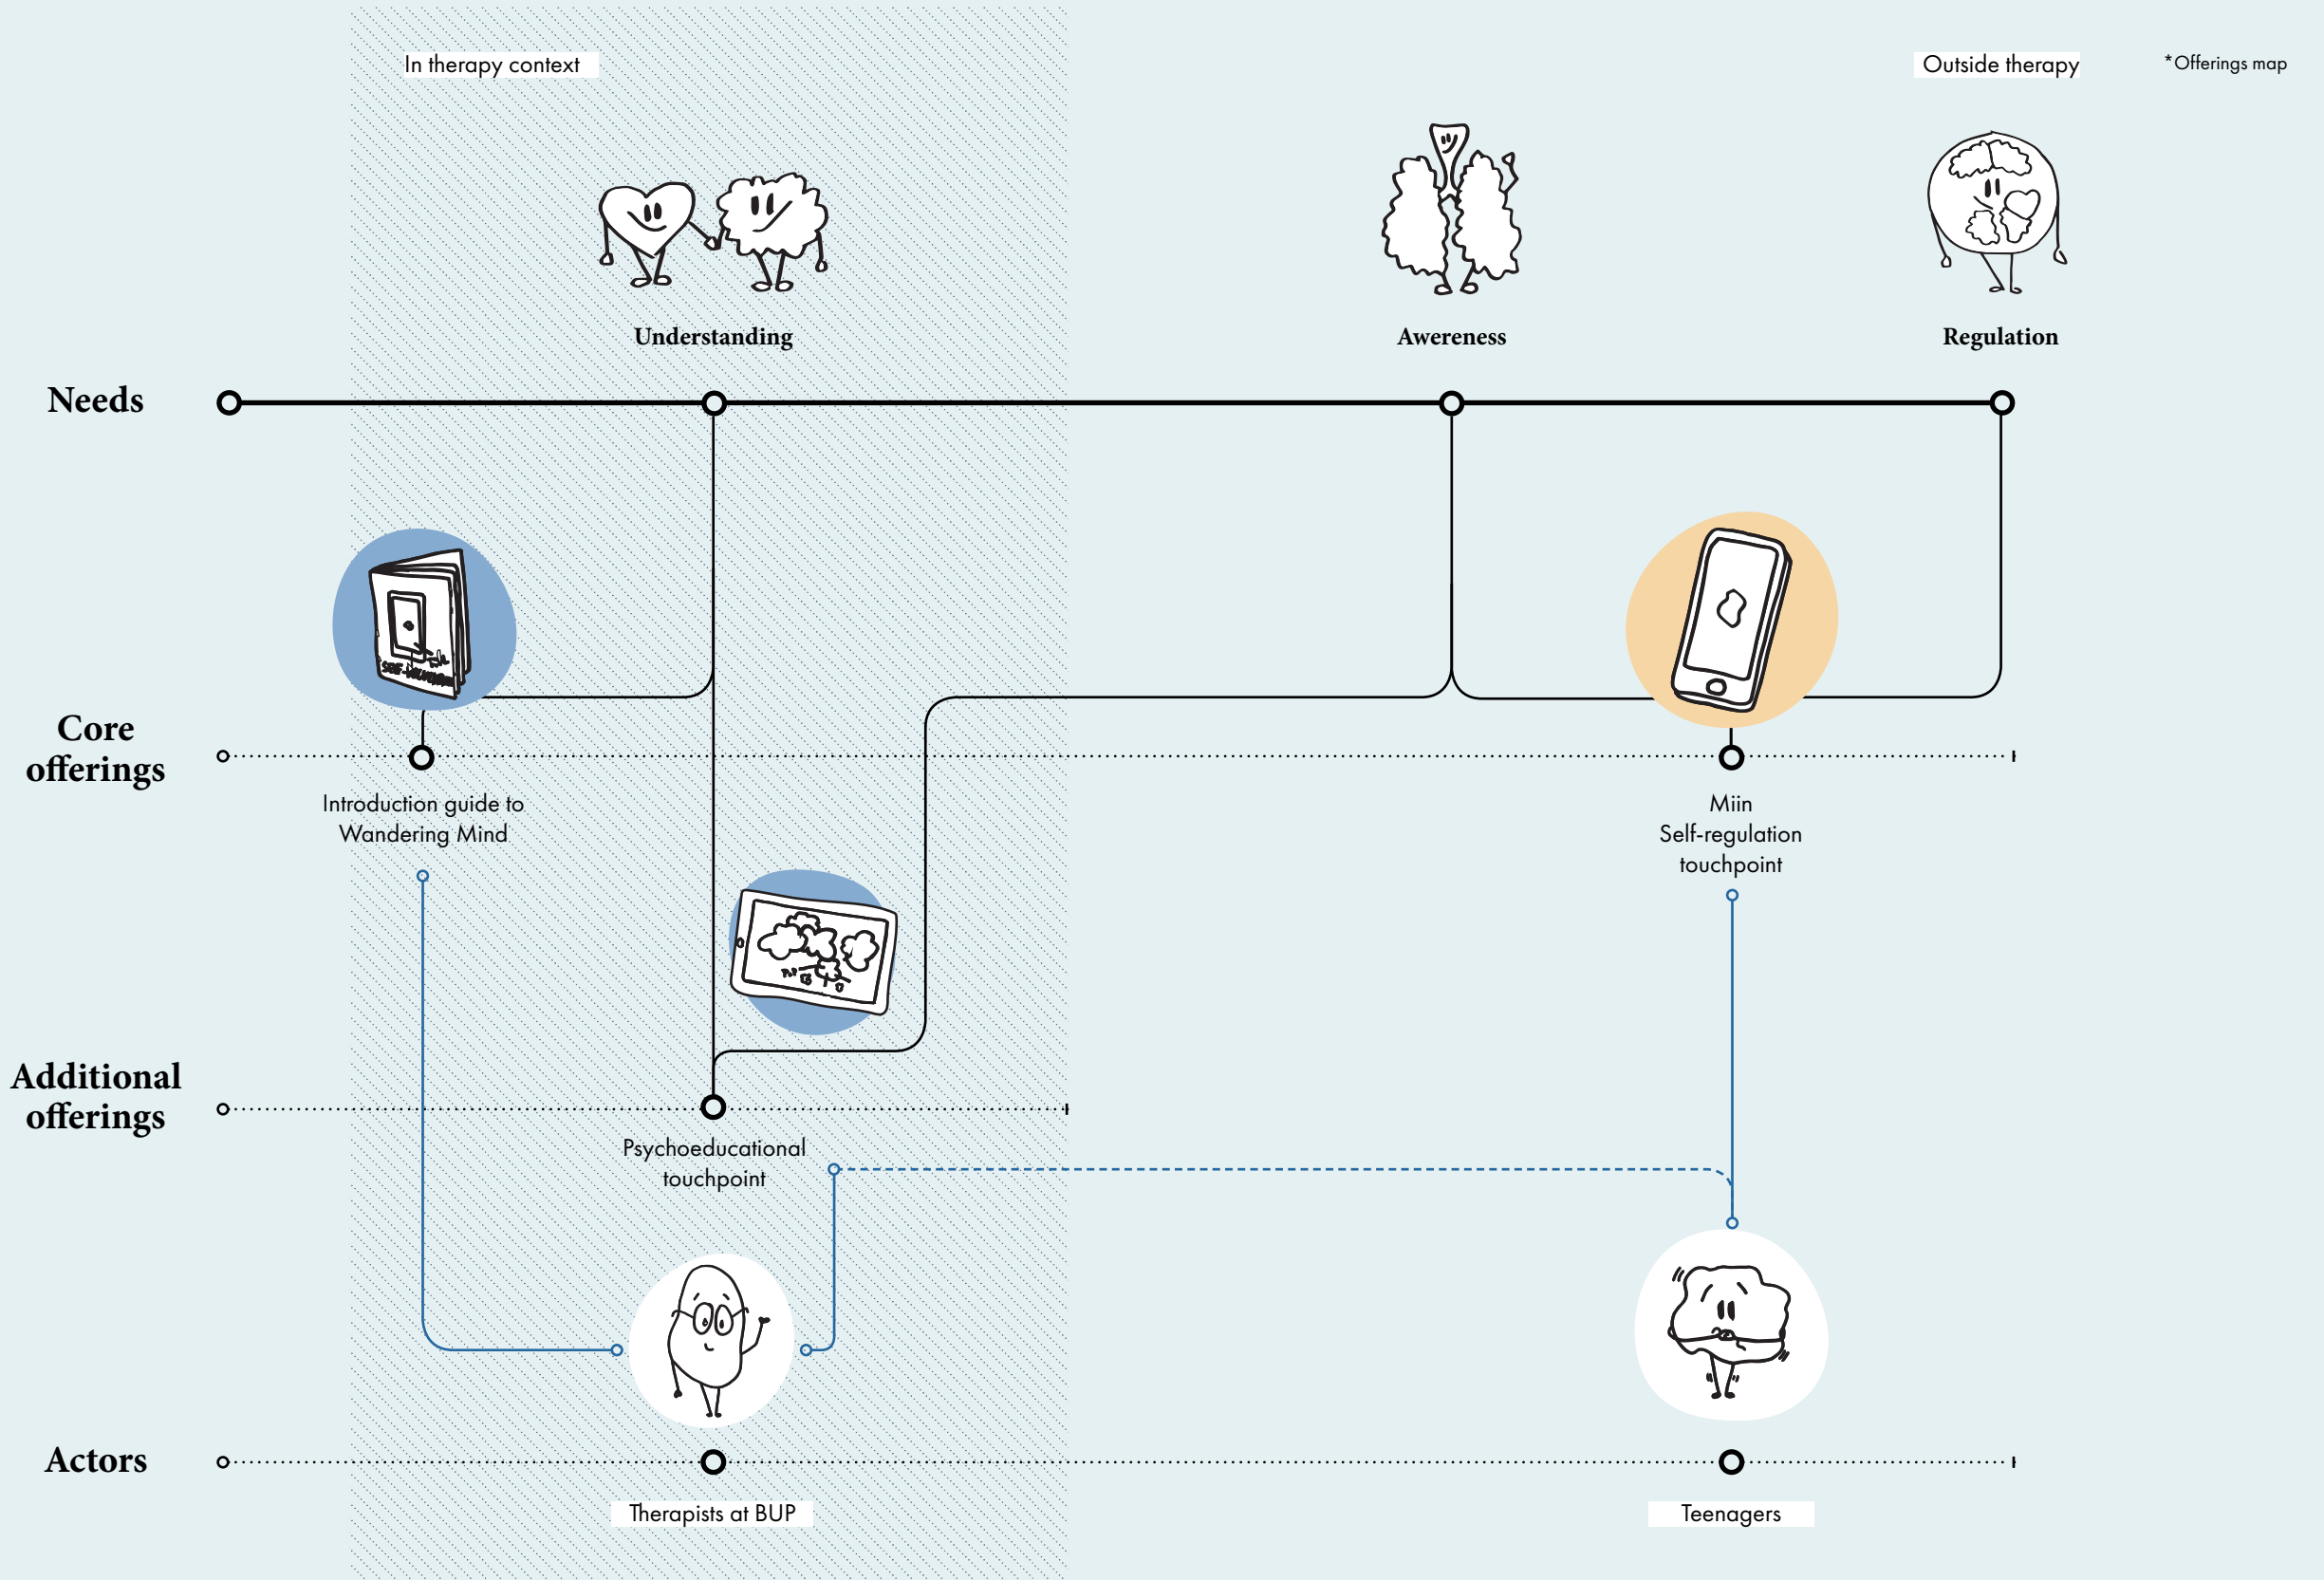 In therapy context
Outside therapy
*Offerings map
Understanding
Awereness
Regulation
Needs
Core
offerings
Introduction guide to
Wandering Mind
Miin
Self-regulation
touchpoint
Additional
offerings
Psychoeducational
touchpoint
Actors
Therapists at BUP
Teenagers